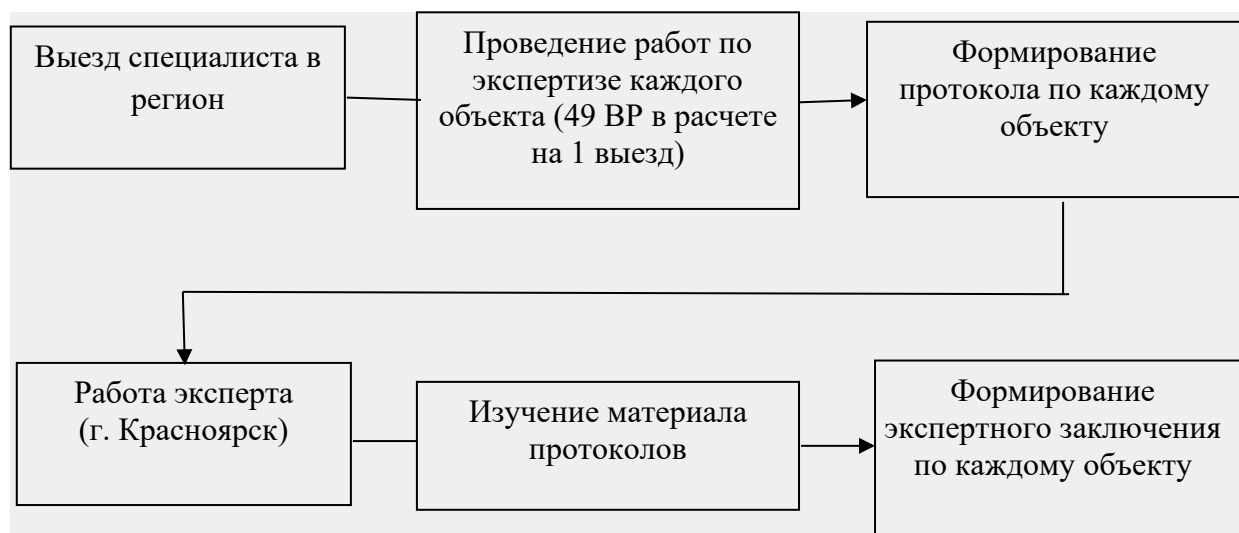 Выезд специалиста в
регион
Проведение работ по
экспертизе каждого
объекта (49 ВР в расчете
на 1 выезд)
Формирование
протокола по каждому
объекту
Работа эксперта
(г. Красноярск)
Изучение материала
протоколов
Формирование
экспертного заключения
по каждому объекту